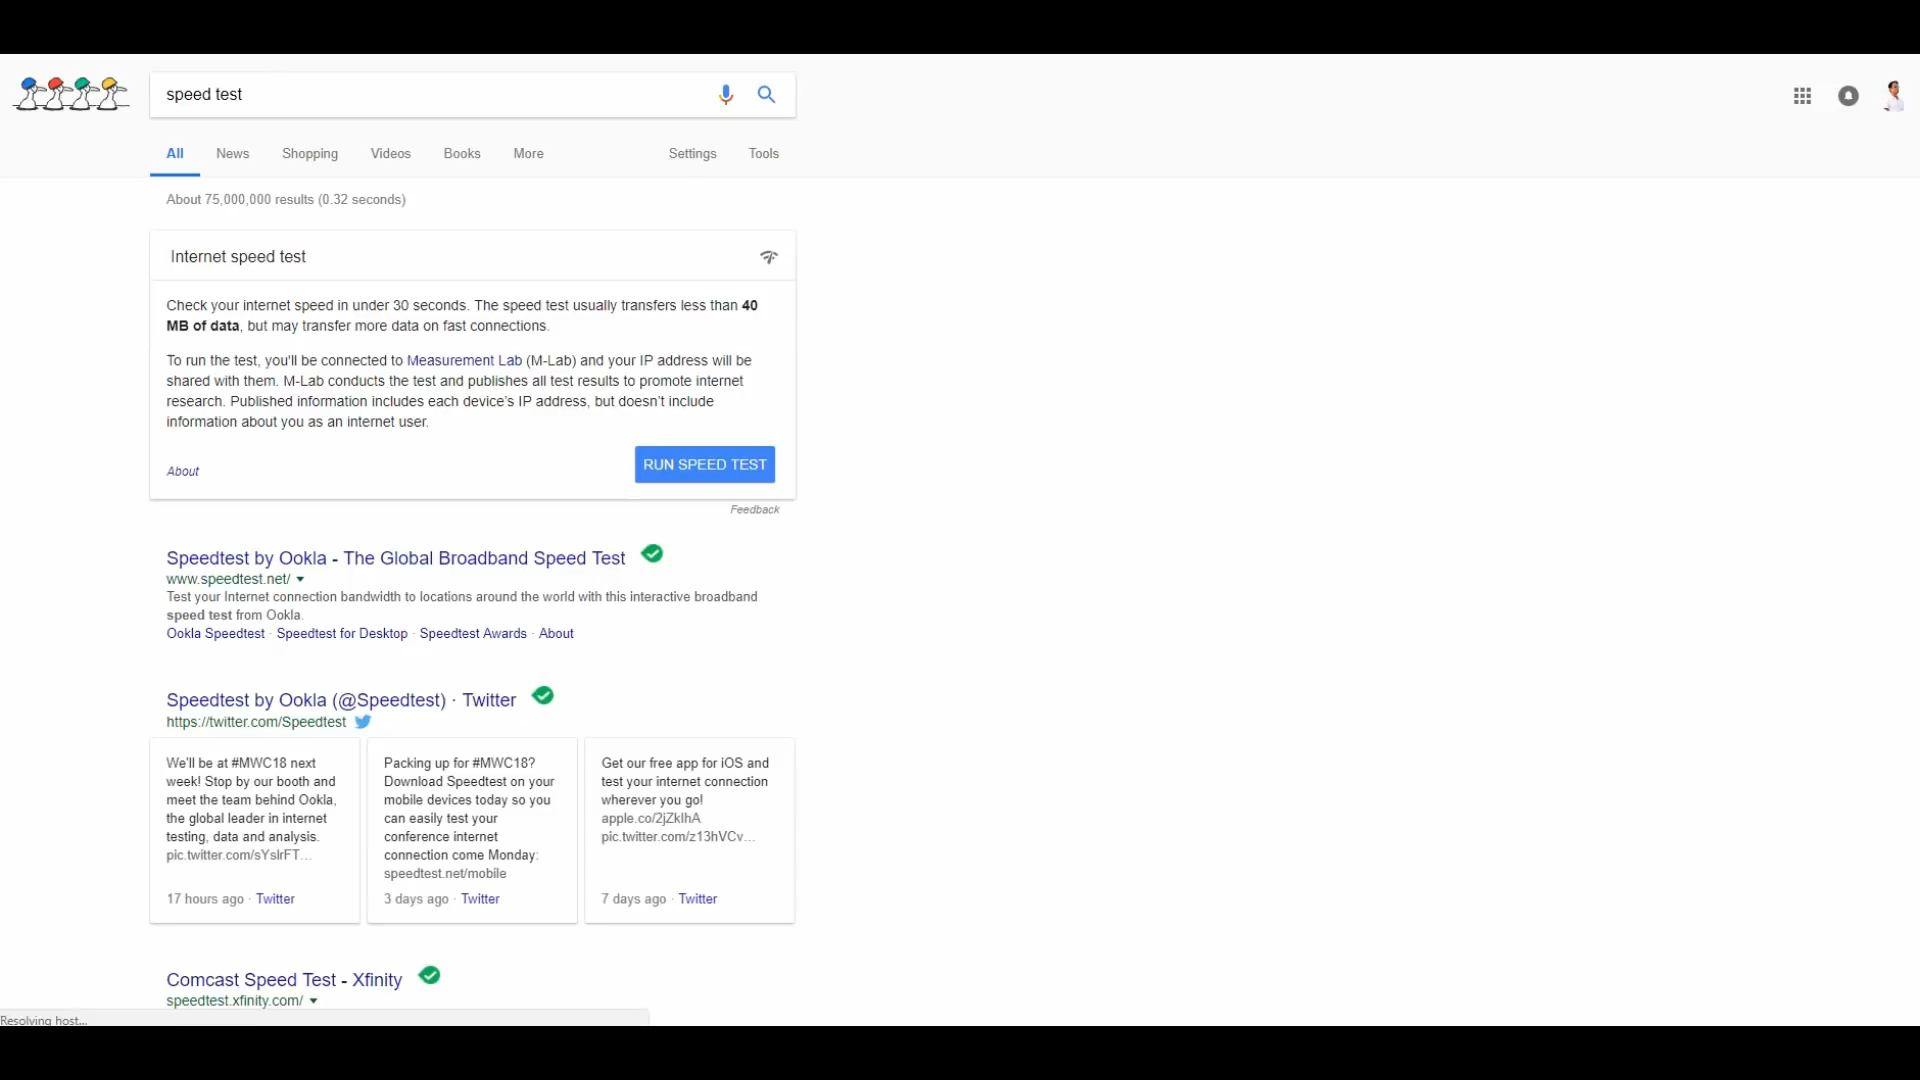 speed test
All News Shopping Videos Books More Settings Tools
About 75,000,000 results (0.32 seconds)
Internet speed test
Check your internet speed in under 30 seconds. The speed test usually transfers less than 40
MB of data, but may transfer more data on fast connections.
To run the test, you'll be connected to Measurement Lab (M-Lab) and your IP address will be
shared with them. M-Lab conducts the test and publishes all test results to promote internet
research. Published information includes each device's IP address, but doesn't include
information about you as an internet user.
About
RUN SPEED TEST
Feedback
Speedtest by Ookla - The Global Broadband Speed Test
www.speedtest.net/
Test your Internet connection bandwidth to locations around the world with this interactive broadband
speed test from Ookla.
Ookla Speedtest · Speedtest for Desktop · Speedtest Awards · About
Speedtest by Ookla (@Speedtest) · Twitter
https://twitter.com/Speedtest
We'll be at #MWC18 next
week! Stop by our booth and
meet the team behind Ookla,
the global leader in internet
testing, data and analysis.
pic.twitter.com/sYslrFT...
17 hours ago · Twitter
Packing up for #MWC18?
Download Speedtest on your
mobile devices today so you
can easily test your
conference internet
connection come Monday:
speedtest.net/mobile
3 days ago · Twitter
Get our free app for iOS and
test your internet connection
wherever you go!
apple.co/2jZkIhA
pic.twitter.com/z13hVCv...
7 days ago · Twitter
Comcast Speed Test - Xfinity
speedtest.xfinity.com/
Resolving host...